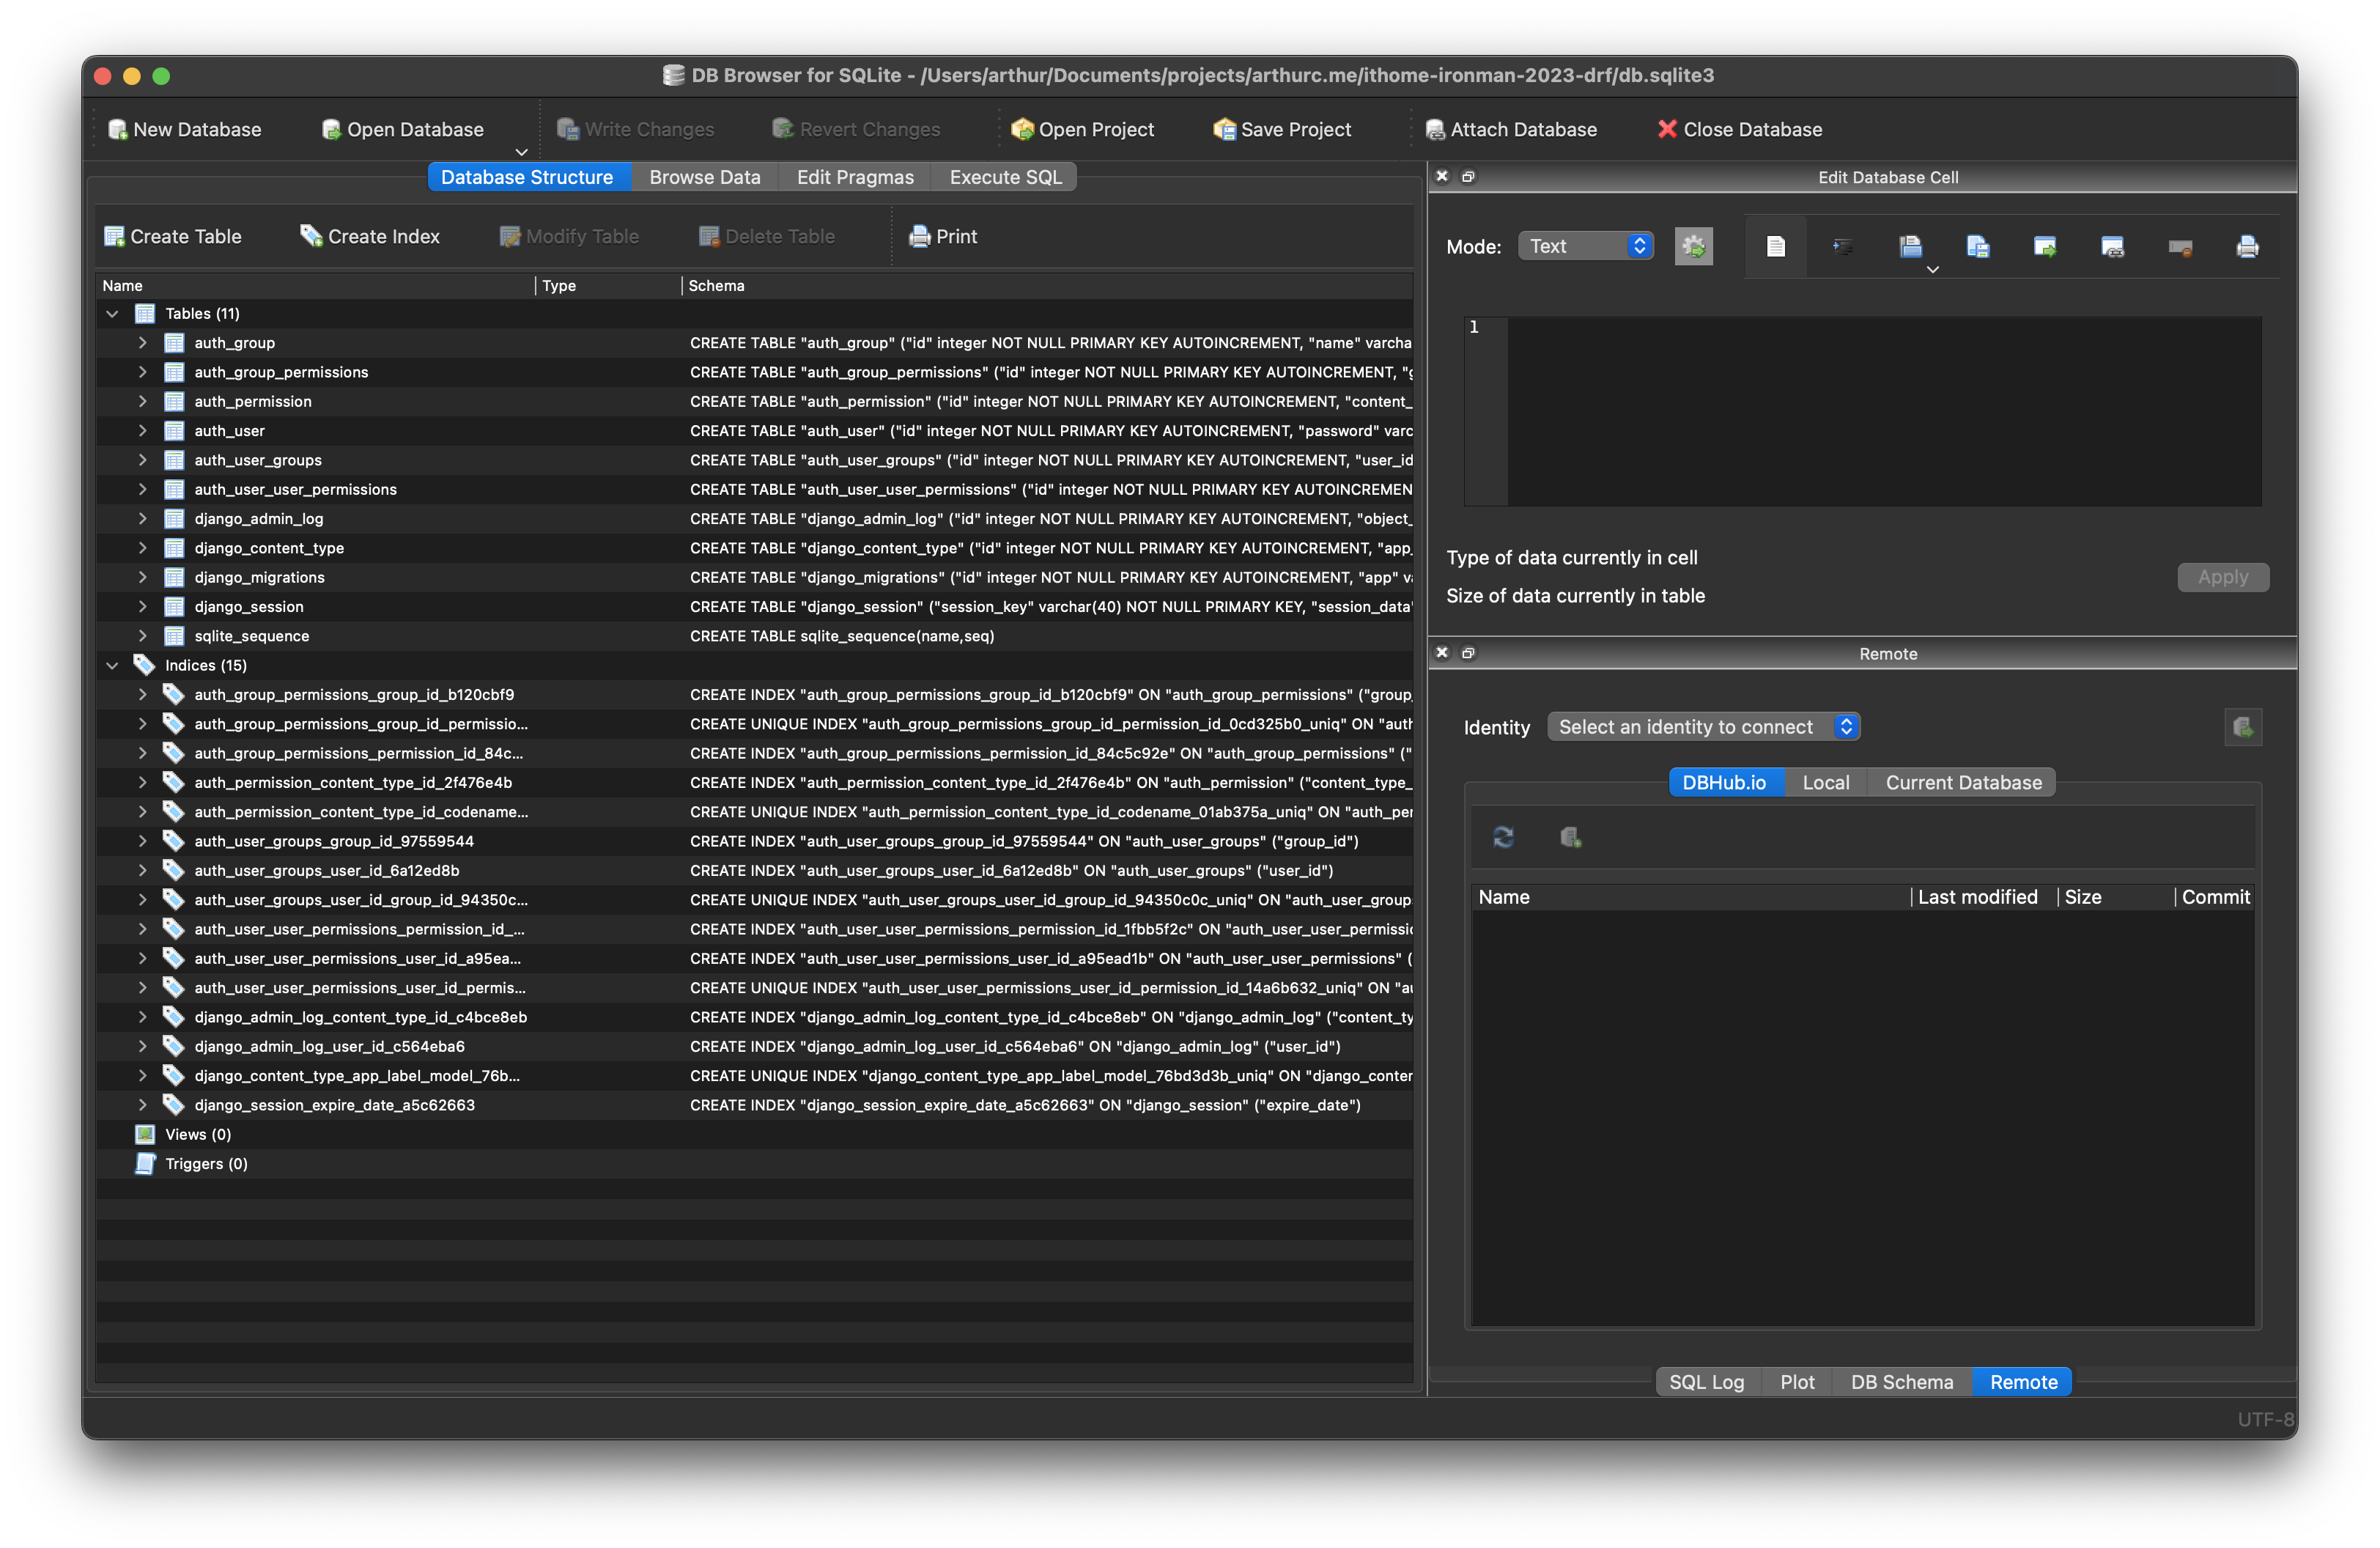 DB Browser for SQLite - /Users/arthur/Documents/projects/arthurc.me/ithome-ironman-2023-drf/db.sqlite3
New Database Open Database Write Changes Revert Changes Open Project Save Project Attach Database Close Database
Database Structure Browse Data Edit Pragmas Execute SQL
Create Table Create Index Modify Table Delete Table Print
Name Type Schema
Tables (11)
auth_group CREATE TABLE "auth_group" ("id" integer NOT NULL PRIMARY KEY AUTOINCREMENT, "name" varcha
auth_group_permissions CREATE TABLE "auth_group_permissions" ("id" integer NOT NULL PRIMARY KEY AUTOINCREMENT, "g
auth_permission CREATE TABLE "auth_permission" ("id" integer NOT NULL PRIMARY KEY AUTOINCREMENT, "content_
auth_user CREATE TABLE "auth_user" ("id" integer NOT NULL PRIMARY KEY AUTOINCREMENT, "password" varc
auth_user_groups CREATE TABLE "auth_user_groups" ("id" integer NOT NULL PRIMARY KEY AUTOINCREMENT, "user_id
auth_user_user_permissions CREATE TABLE "auth_user_user_permissions" ("id" integer NOT NULL PRIMARY KEY AUTOINCREMEN
django_admin_log CREATE TABLE "django_admin_log" ("id" integer NOT NULL PRIMARY KEY AUTOINCREMENT, "object_
django_content_type CREATE TABLE "django_content_type" ("id" integer NOT NULL PRIMARY KEY AUTOINCREMENT, "app_
django_migrations CREATE TABLE "django_migrations" ("id" integer NOT NULL PRIMARY KEY AUTOINCREMENT, "app" va
django_session CREATE TABLE "django_session" ("session_key" varchar(40) NOT NULL PRIMARY KEY, "session_data"
sqlite_sequence CREATE TABLE sqlite_sequence(name,seq)
Indices (15)
auth_group_permissions_group_id_b120cbf9 CREATE INDEX "auth_group_permissions_group_id_b120cbf9" ON "auth_group_permissions" ("group_
auth_group_permissions_group_id_permissio... CREATE UNIQUE INDEX "auth_group_permissions_group_id_permission_id_0cd325b0_uniq" ON "auth
auth_group_permissions_permission_id_84c... CREATE INDEX "auth_group_permissions_permission_id_84c5c92e" ON "auth_group_permissions" ("
auth_permission_content_type_id_2f476e4b CREATE INDEX "auth_permission_content_type_id_2f476e4b" ON "auth_permission" ("content_type_
auth_permission_content_type_id_codename... CREATE UNIQUE INDEX "auth_permission_content_type_id_codename_01ab375a_uniq" ON "auth_per
auth_user_groups_group_id_97559544 CREATE INDEX "auth_user_groups_group_id_97559544" ON "auth_user_groups" ("group_id")
auth_user_groups_user_id_6a12ed8b CREATE INDEX "auth_user_groups_user_id_6a12ed8b" ON "auth_user_groups" ("user_id")
auth_user_groups_user_id_group_id_94350c... CREATE UNIQUE INDEX "auth_user_groups_user_id_group_id_94350c0c_uniq" ON "auth_user_group
auth_user_user_permissions_permission_id_... CREATE INDEX "auth_user_user_permissions_permission_id_1fbb5f2c" ON "auth_user_user_permissic
auth_user_user_permissions_user_id_a95ea... CREATE INDEX "auth_user_user_permissions_user_id_a95ead1b" ON "auth_user_user_permissions" (
auth_user_user_permissions_user_id_permis... CREATE UNIQUE INDEX "auth_user_user_permissions_user_id_permission_id_14a6b632_uniq" ON "au
django_admin_log_content_type_id_c4bce8eb CREATE INDEX "django_admin_log_content_type_id_c4bce8eb" ON "django_admin_log" ("content_ty
django_admin_log_user_id_c564eba6 CREATE INDEX "django_admin_log_user_id_c564eba6" ON "django_admin_log" ("user_id")
django_content_type_app_label_model_76b... CREATE UNIQUE INDEX "django_content_type_app_label_model_76bd3d3b_uniq" ON "django_conter
django_session_expire_date_a5c62663 CREATE INDEX "django_session_expire_date_a5c62663" ON "django_session" ("expire_date")
Views (0)
Triggers (0)
Edit Database Cell
Mode: Text
1
Type of data currently in cell
Size of data currently in table
Apply
Remote
Identity Select an identity to connect
DBHub.io Local Current Database
Name Last modified Size Commit
SQL Log Plot DB Schema Remote
UTF-8